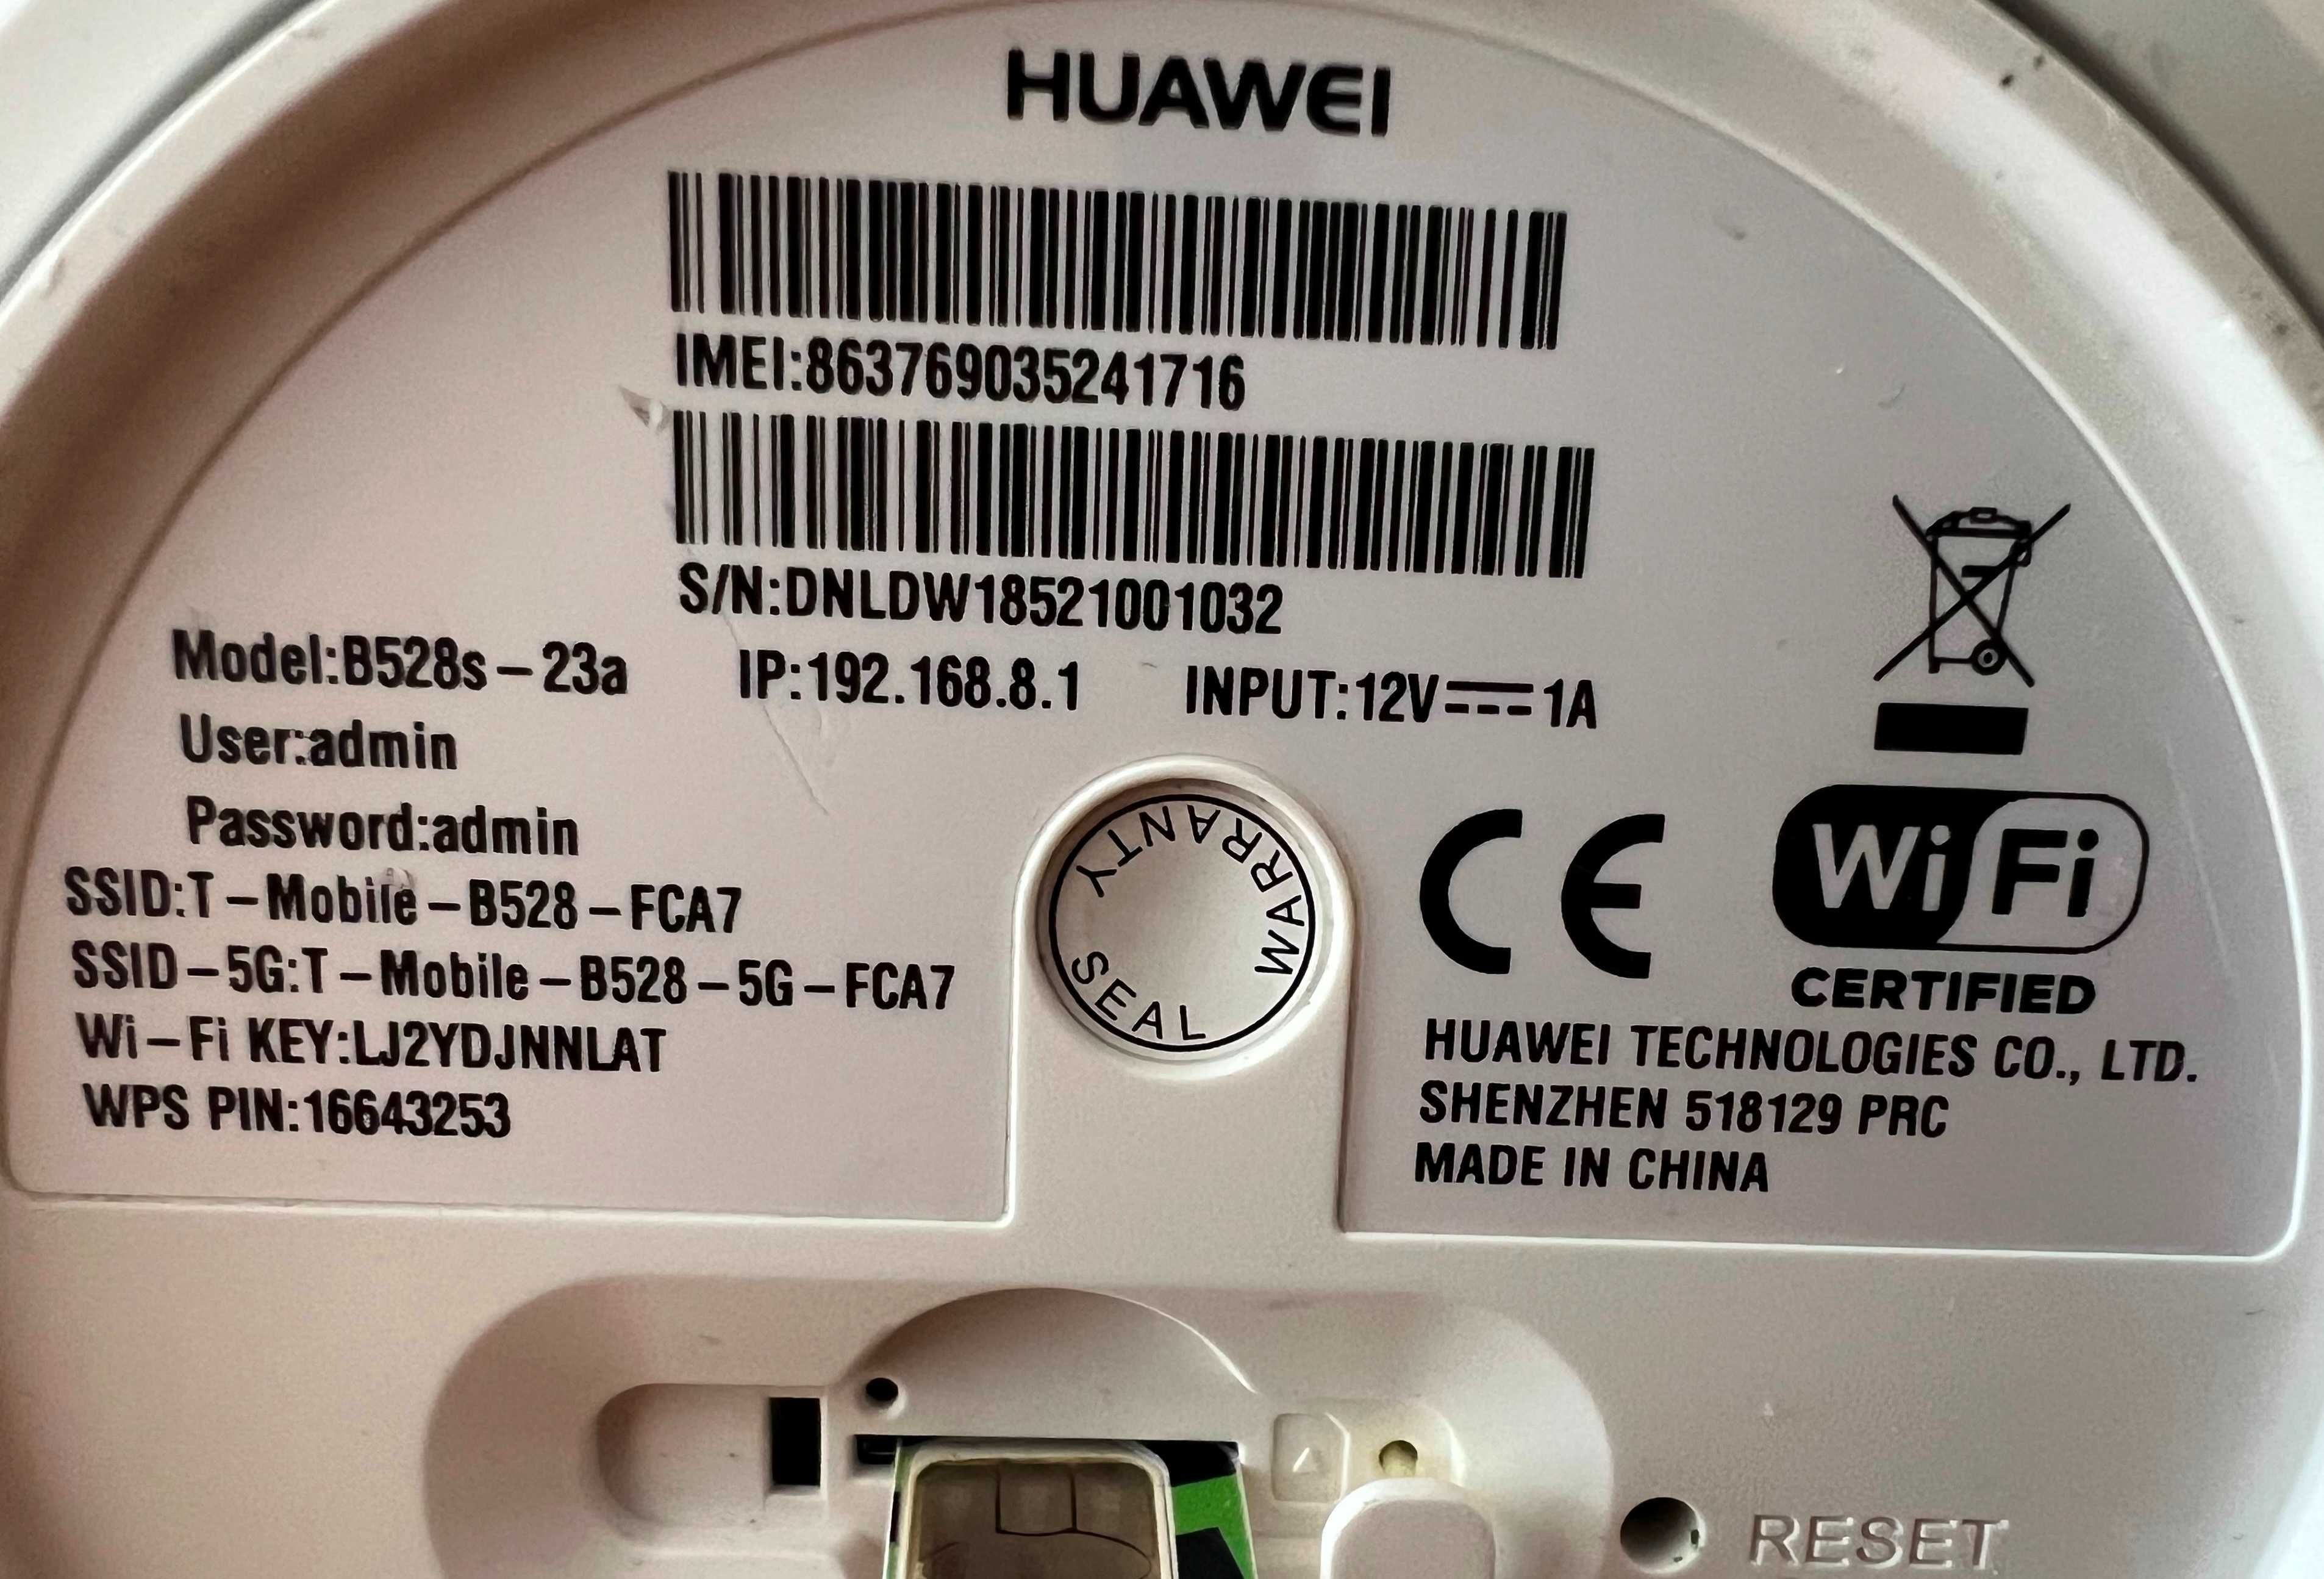 HUAWEI
IMEI:863769035241716
S/N:DNLDW18521001032
Model:B528s-23a IP:192.168.8.1 INPUT:12V⎓1A
User:admin
Password:admin
SSID:T-Mobile-B528-FCA7
SSID-5G:T-Mobile-B528-5G-FCA7
Wi-Fi KEY:LJ2YDJNNLAT
WPS PIN:16643253
WARRANTY
SEAL
CE
Wi Fi
CERTIFIED
HUAWEI TECHNOLOGIES CO., LTD.
SHENZHEN 518129 PRC
MADE IN CHINA
RESET